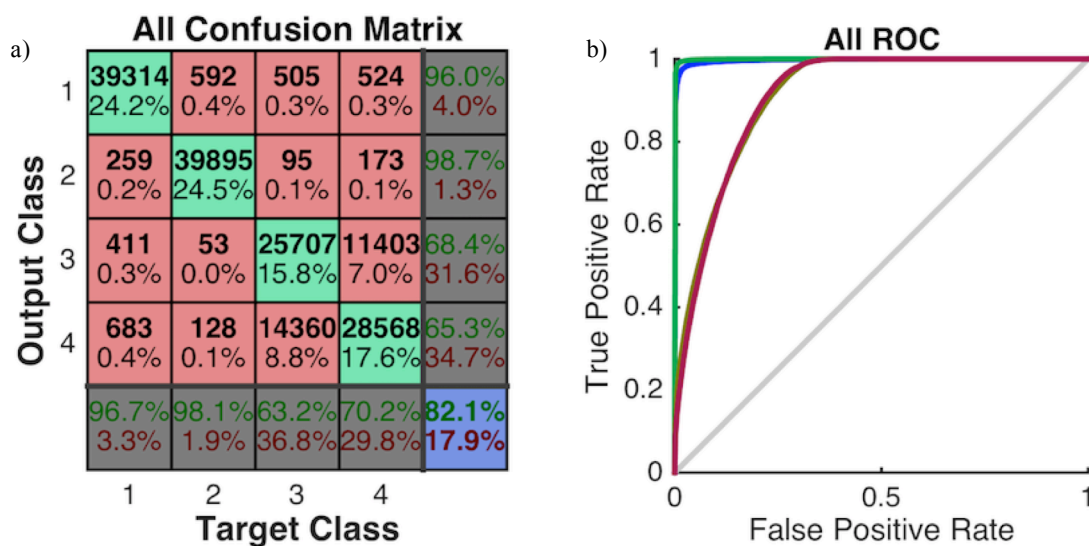 a)
All Confusion Matrix
39314 592 505 524 96.0%
1
24.2% 0.4% 0.3% 0.3% 4.0%
259 39895 95 173 98.7%
2
0.2% 24.5% 0.1% 0.1% 1.3%
411 53 25707 11403 68.4%
3
0.3% 0.0% 15.8% 7.0% 31.6%
683 128 14360 28568 65.3%
4
0.4% 0.1% 8.8% 17.6% 34.7%
96.7% 98.1% 63.2% 70.2% 82.1%
3.3% 1.9% 36.8% 29.8% 17.9%
1 2 3 4
Target Class
Output Class
b)
All ROC
1
0.8
0.6
0.4
0.2
0
0 0.5 1
False Positive Rate
True Positive Rate